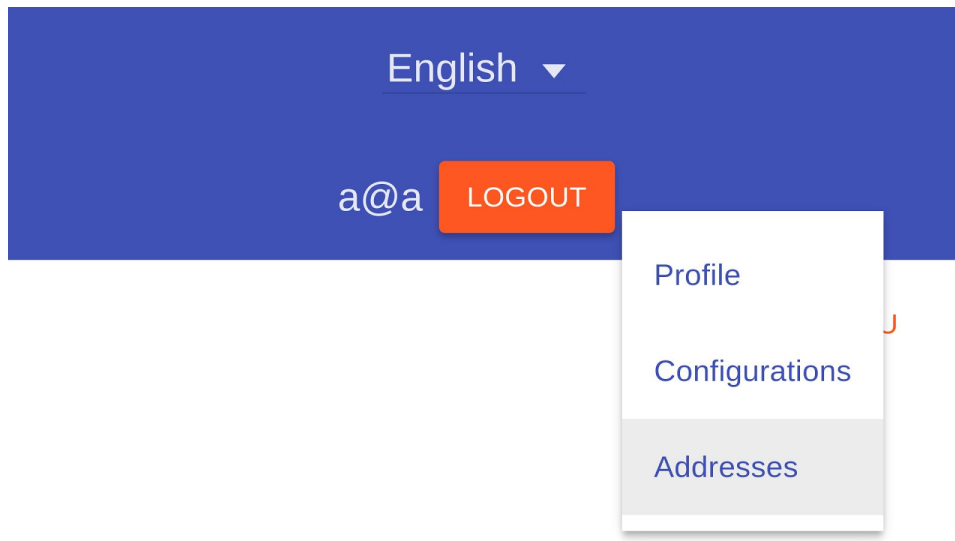 English
a@a LOGOUT
Profile
U
Configurations
Addresses